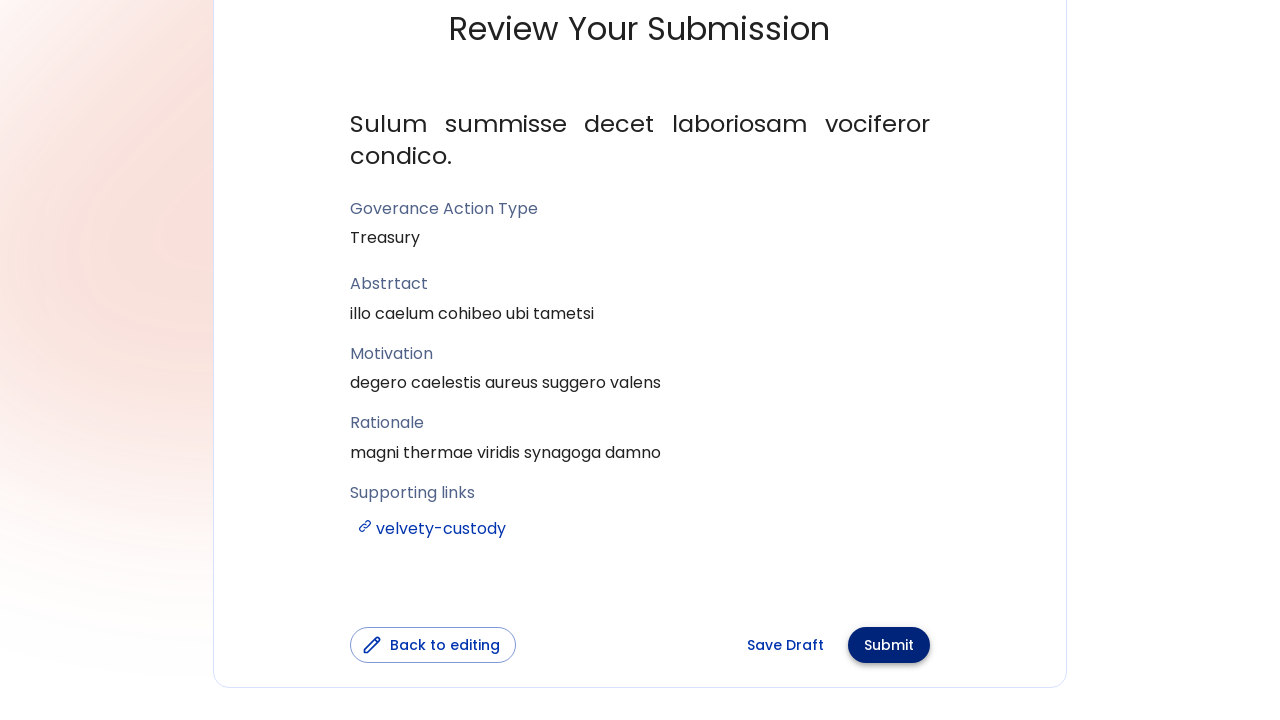 Review Your Submission
Sulum summisse decet laboriosam vociferor
condico.
Goverance Action Type
Treasury
Abstrtact
illo caelum cohibeo ubi tametsi
Motivation
degero caelestis aureus suggero valens
Rationale
magni thermae viridis synagoga damno
Supporting links
velvety-custody
Back to editing
Save Draft
Submit